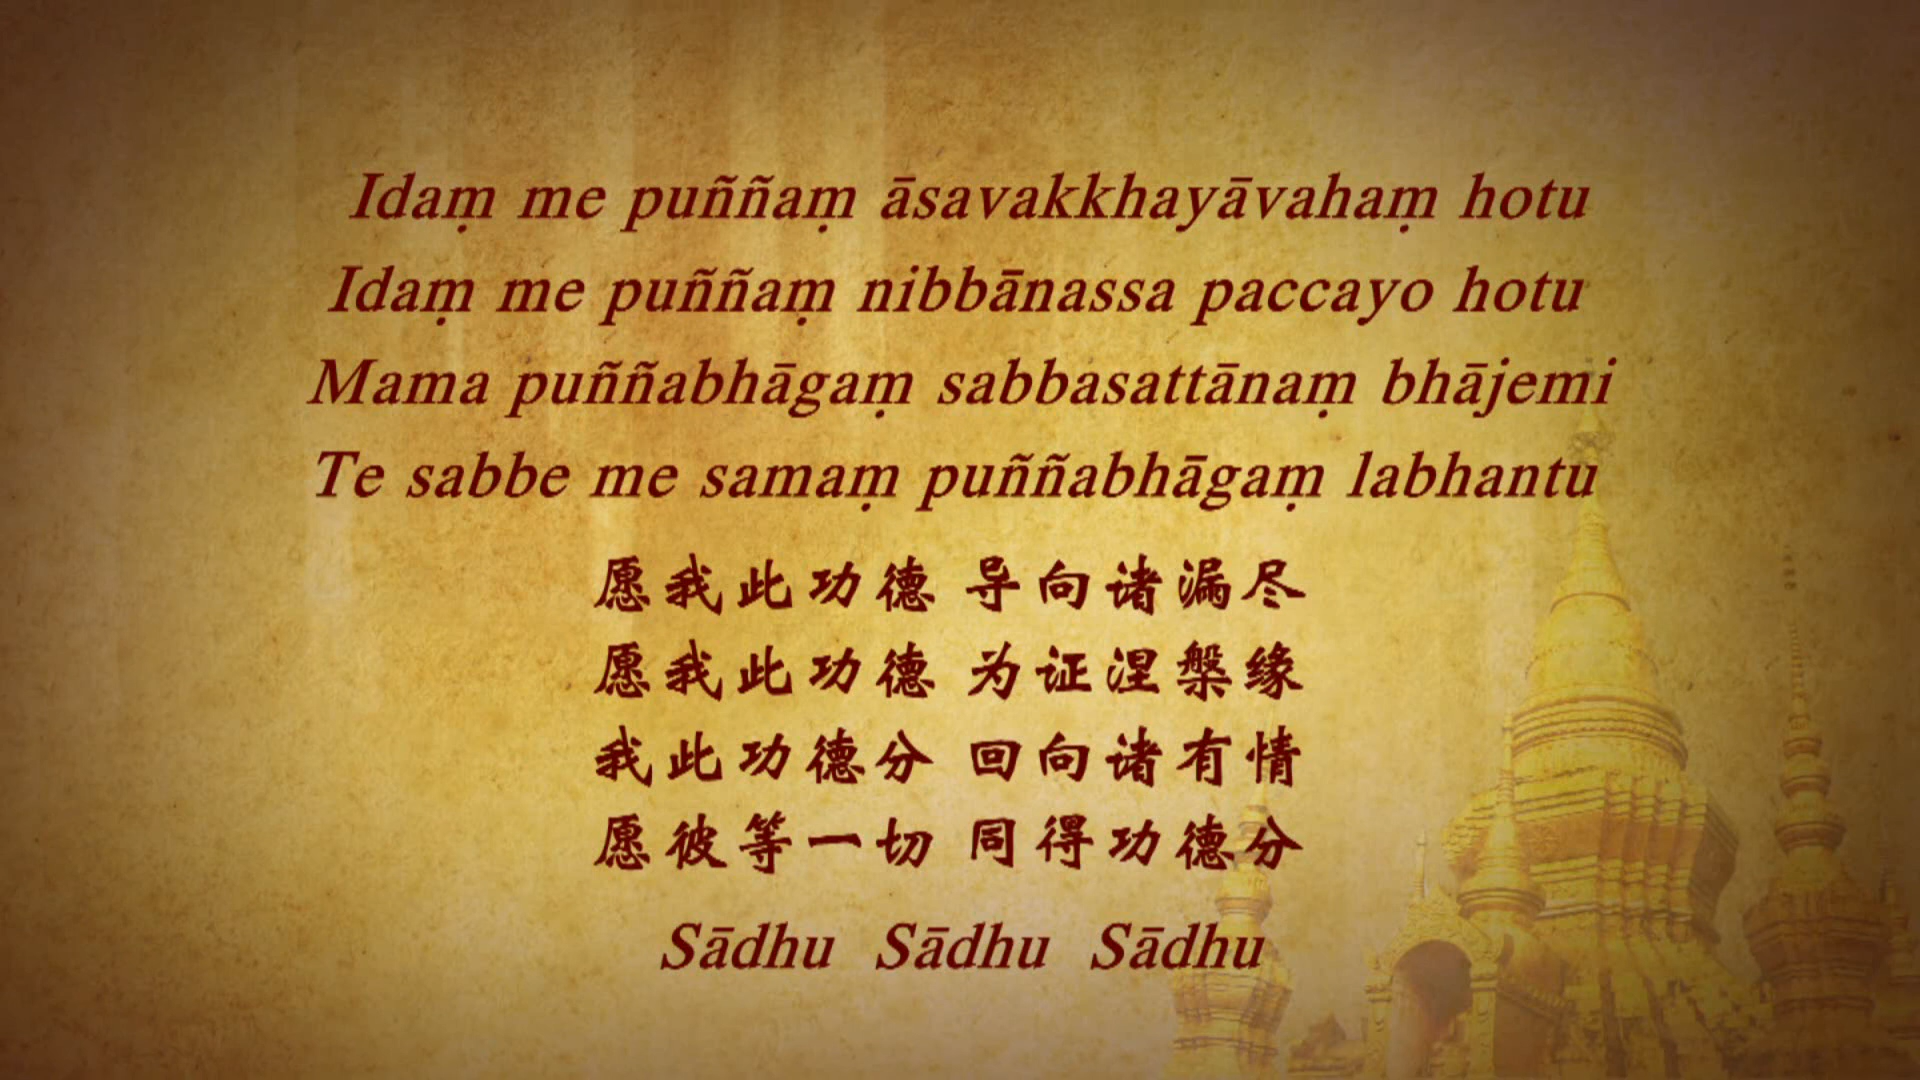 Idaṃ me puññaṃ āsavakkhayāvahaṃ hotu
Idaṃ me puññaṃ nibbānassa paccayo hotu
Mama puññabhāgaṃ sabbasattānaṃ bhājemi
Te sabbe me samaṃ puññabhāgaṃ labhantu
愿我此功德 导向诸漏尽
愿我此功德 为证涅槃缘
我此功德分 回向诸有情
愿彼等一切 同得功德分
Sādhu Sādhu Sādhu